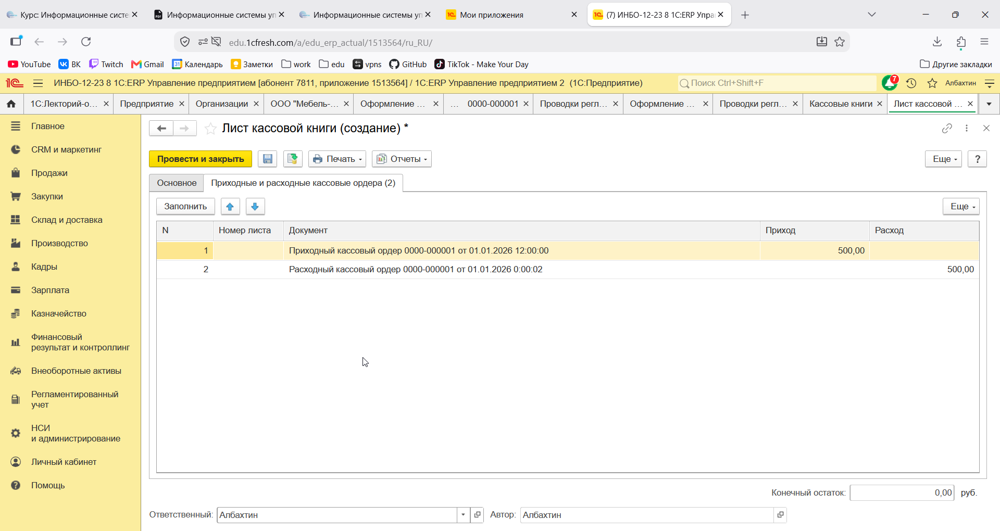 Курс: Информационные систе
Информационные системы уп
Информационные системы уп
Мои приложения
(7) ИНБО-12-23 8 1С:ERP Упра
edu.1cfresh.com/a/edu_erp_actual/1513564/ru_RU/
YouTube
ВК
Twitch
Gmail
31
Календарь
Заметки
work
edu
vpns
GitHub
TikTok - Make Your Day
Другие закладки
ИНБО-12-23 8 1С:ERP Управление предприятием [абонент 7811, приложение 1513564] / 1С:ERP Управление предприятием 2 (1С:Предприятие)
Поиск Ctrl+Shift+F
7
Албахтин
1С:Лекторий-о...
Предприятие
Организации
ООО "Мебель-...
Оформление ...
... 0000-000001
Проводки регл...
Оформление ...
Проводки регл...
Кассовые книги
Лист кассовой ...
Главное
CRM и маркетинг
Продажи
Закупки
Склад и доставка
Производство
Кадры
Зарплата
Казначейство
Финансовый
результат и контроллинг
Внеоборотные активы
Регламентированный
учет
НСИ
и администрирование
Личный кабинет
Помощь
Лист кассовой книги (создание) *
Провести и закрыть
Печать
Отчеты
Еще
?
Основное
Приходные и расходные кассовые ордера (2)
Заполнить
Еще
N
Номер листа
Документ
Приход
Расход
1
Приходный кассовый ордер 0000-000001 от 01.01.2026 12:00:00
500,00
2
Расходный кассовый ордер 0000-000001 от 01.01.2026 0:00:02
500,00
Конечный остаток:
0,00
руб.
Ответственный:
Албахтин
Автор:
Албахтин